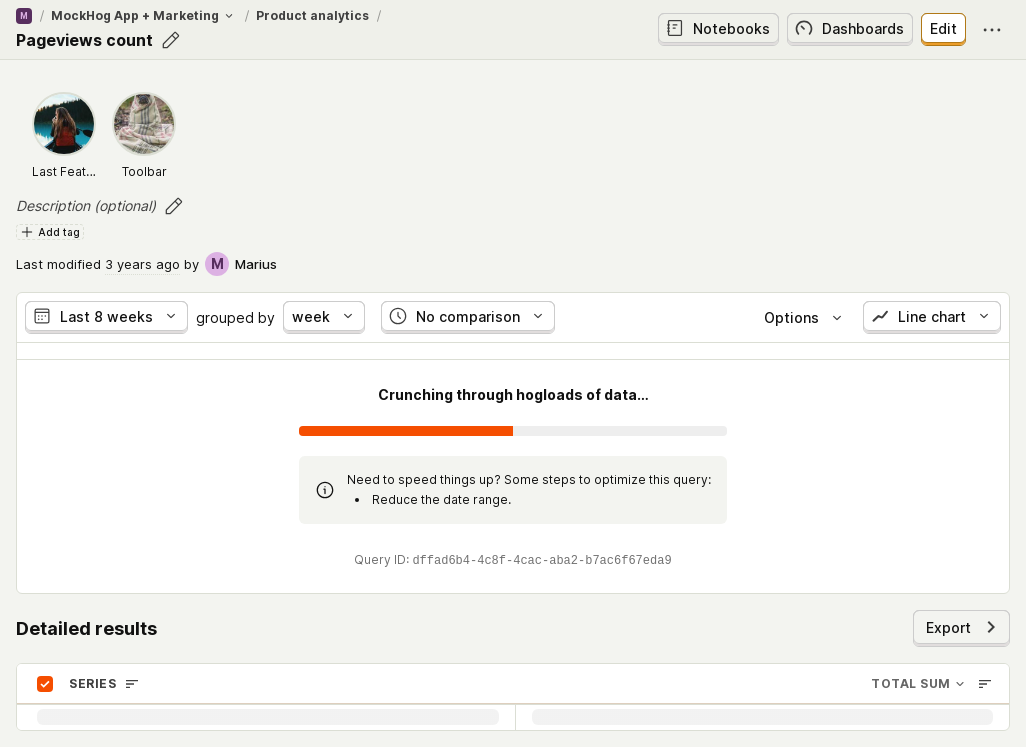 M / MockHog App + Marketing / Product analytics /
Pageviews count
Notebooks
Dashboards
Edit
Last Feat...
Toolbar
Description (optional)
Add tag
Last modified 3 years ago by M Marius
Last 8 weeks grouped by week No comparison Options Line chart
Crunching through hogloads of data...
Need to speed things up? Some steps to optimize this query:
• Reduce the date range.
Query ID: dffad6b4-4c8f-4cac-aba2-b7ac6f67eda9
Detailed results
Export
SERIES TOTAL SUM